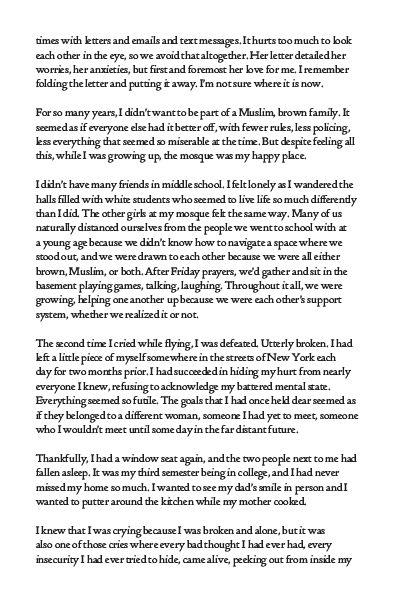 times with letters and emails and text messages. It hurts too much to look
each other in the eye, so we avoid that altogether. Her letter detailed her
worries, her anxieties, but first and foremost her love for me. I remember
folding the letter and putting it away. I'm not sure where it is now.
For so many years, I didn't want to be part of a Muslim, brown family. It
seemed as if everyone else had it better off, with fewer rules, less policing,
less everything that seemed so miserable at the time. But despite feeling all
this, while I was growing up, the mosque was my happy place.
I didn't have many friends in middle school. I felt lonely as I wandered the
halls filled with white students who seemed to live life so much differently
than I did. The other girls at my mosque felt the same way. Many of us
naturally distanced ourselves from the people we went to school with at
a young age because we didn't know how to navigate a space where we
stood out, and we were drawn to each other because we were all either
brown, Muslim, or both. After Friday prayers, we'd gather and sit in the
basement playing games, talking, laughing. Throughout it all, we were
growing, helping one another up because we were each other's support
system, whether we realized it or not.
The second time I cried while flying, I was defeated. Utterly broken. I had
left a little piece of myself somewhere in the streets of New York each
day for two months prior. I had succeeded in hiding my hurt from nearly
everyone I knew, refusing to acknowledge my battered mental state.
Everything seemed so futile. The goals that I had once held dear seemed as
if they belonged to a different woman, someone I had yet to meet, someone
who I wouldn't meet until some day in the far distant future.
Thankfully, I had a window seat again, and the two people next to me had
fallen asleep. It was my third semester being in college, and I had never
missed my home so much. I wanted to see my dad's smile in person and I
wanted to putter around the kitchen while my mother cooked.
I knew that I was crying because I was broken and alone, but it was
also one of those cries where every bad thought I had ever had, every
insecurity I had ever tried to hide, came alive, peeking out from inside my